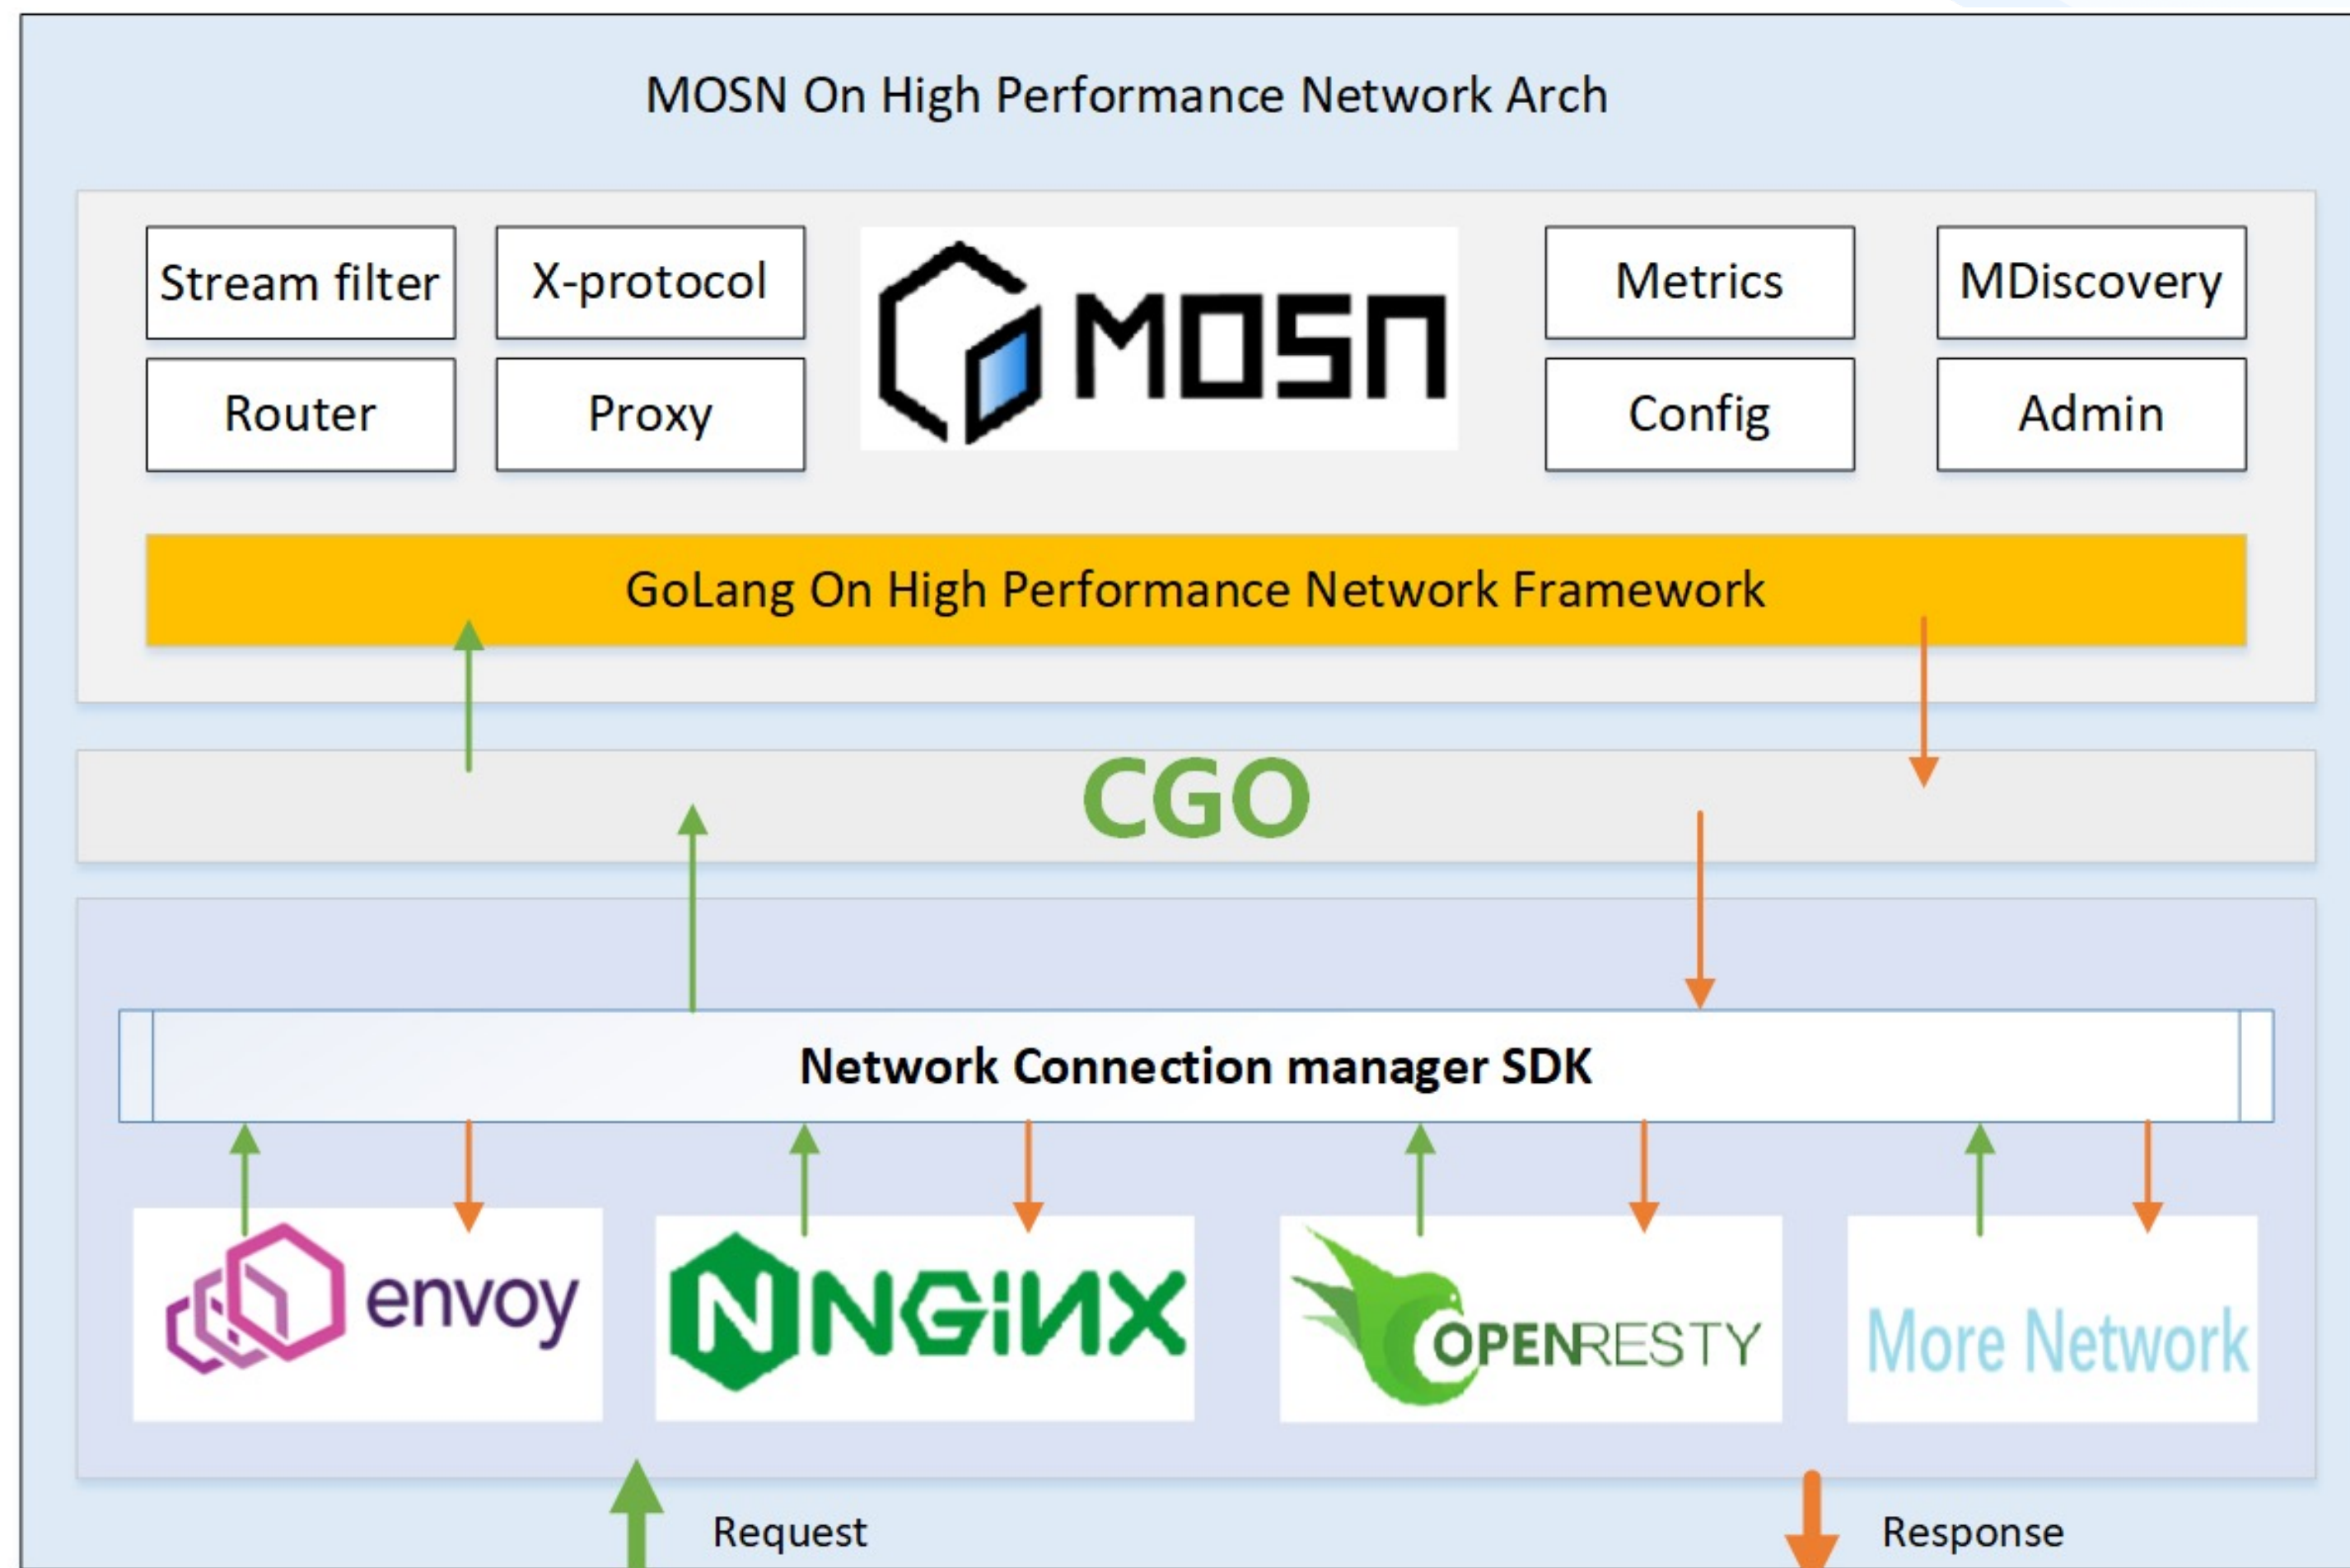 MOSN On High Performance Network Arch
Stream filter
X-protocol
MOSN
Metrics
MDiscovery
Router
Proxy
Config
Admin
GoLang On High Performance Network Framework
CGO
Network Connection manager SDK
envoy
N NGINX
OPENRESTY
More Network
Request
Response